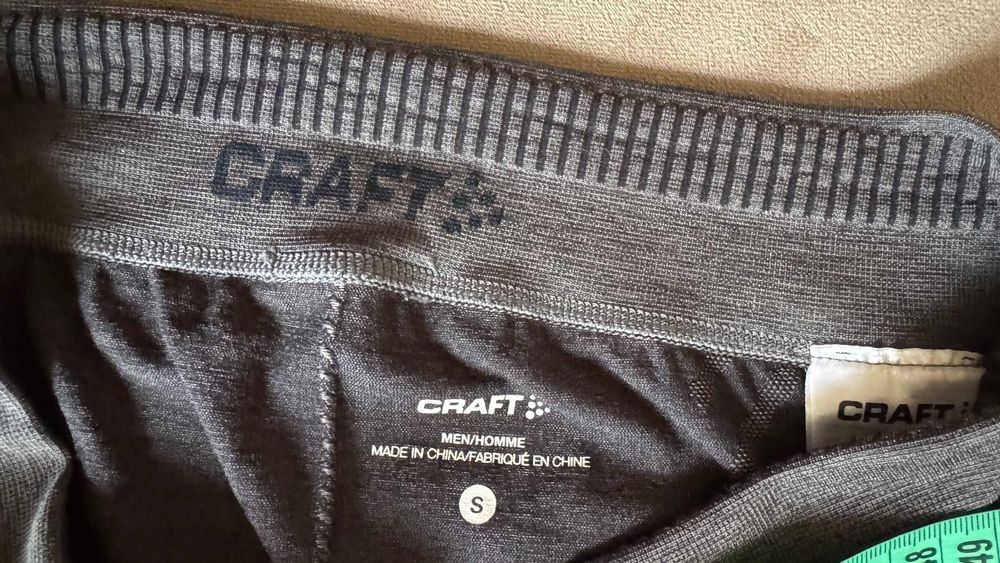 CRAFT
CRAFT
MEN/HOMME
MADE IN CHINA/FABRIQUÉ EN CHINE
S
CRAFT